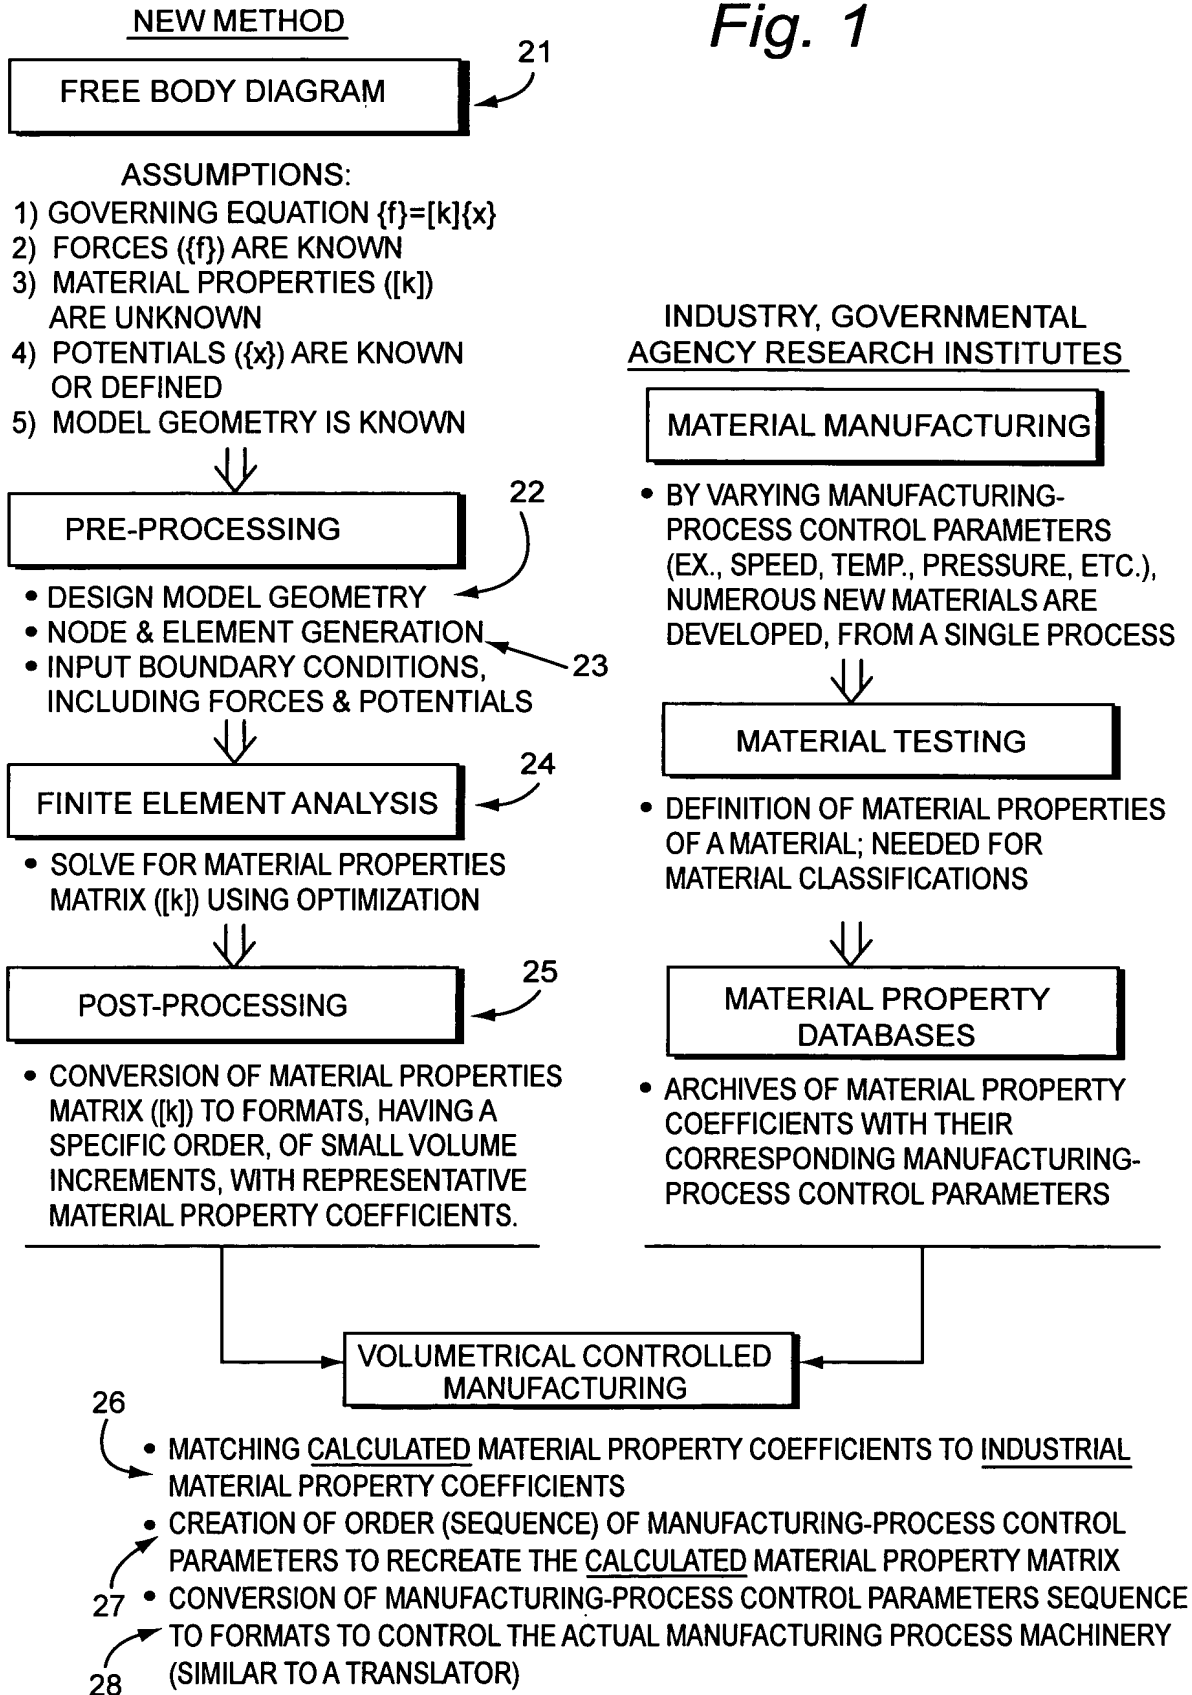 NEW METHOD
Fig. 1
FREE BODY DIAGRAM
21
ASSUMPTIONS:
1) GOVERNING EQUATION {f}=[k]{x}
2) FORCES ({f}) ARE KNOWN
3) MATERIAL PROPERTIES ([k])
ARE UNKNOWN
4) POTENTIALS ({x}) ARE KNOWN
OR DEFINED
5) MODEL GEOMETRY IS KNOWN
PRE-PROCESSING
22
• DESIGN MODEL GEOMETRY
• NODE & ELEMENT GENERATION
23
• INPUT BOUNDARY CONDITIONS,
INCLUDING FORCES & POTENTIALS
FINITE ELEMENT ANALYSIS
24
• SOLVE FOR MATERIAL PROPERTIES
MATRIX ([k]) USING OPTIMIZATION
POST-PROCESSING
25
• CONVERSION OF MATERIAL PROPERTIES
MATRIX ([k]) TO FORMATS, HAVING A
SPECIFIC ORDER, OF SMALL VOLUME
INCREMENTS, WITH REPRESENTATIVE
MATERIAL PROPERTY COEFFICIENTS.
INDUSTRY, GOVERNMENTAL
AGENCY RESEARCH INSTITUTES
MATERIAL MANUFACTURING
• BY VARYING MANUFACTURING-
PROCESS CONTROL PARAMETERS
(EX., SPEED, TEMP., PRESSURE, ETC.),
NUMEROUS NEW MATERIALS ARE
DEVELOPED, FROM A SINGLE PROCESS
MATERIAL TESTING
• DEFINITION OF MATERIAL PROPERTIES
OF A MATERIAL; NEEDED FOR
MATERIAL CLASSIFICATIONS
MATERIAL PROPERTY
DATABASES
• ARCHIVES OF MATERIAL PROPERTY
COEFFICIENTS WITH THEIR
CORRESPONDING MANUFACTURING-
PROCESS CONTROL PARAMETERS
VOLUMETRICAL CONTROLLED
MANUFACTURING
26
• MATCHING CALCULATED MATERIAL PROPERTY COEFFICIENTS TO INDUSTRIAL
MATERIAL PROPERTY COEFFICIENTS
• CREATION OF ORDER (SEQUENCE) OF MANUFACTURING-PROCESS CONTROL
PARAMETERS TO RECREATE THE CALCULATED MATERIAL PROPERTY MATRIX
27
• CONVERSION OF MANUFACTURING-PROCESS CONTROL PARAMETERS SEQUENCE
TO FORMATS TO CONTROL THE ACTUAL MANUFACTURING PROCESS MACHINERY
(SIMILAR TO A TRANSLATOR)
28